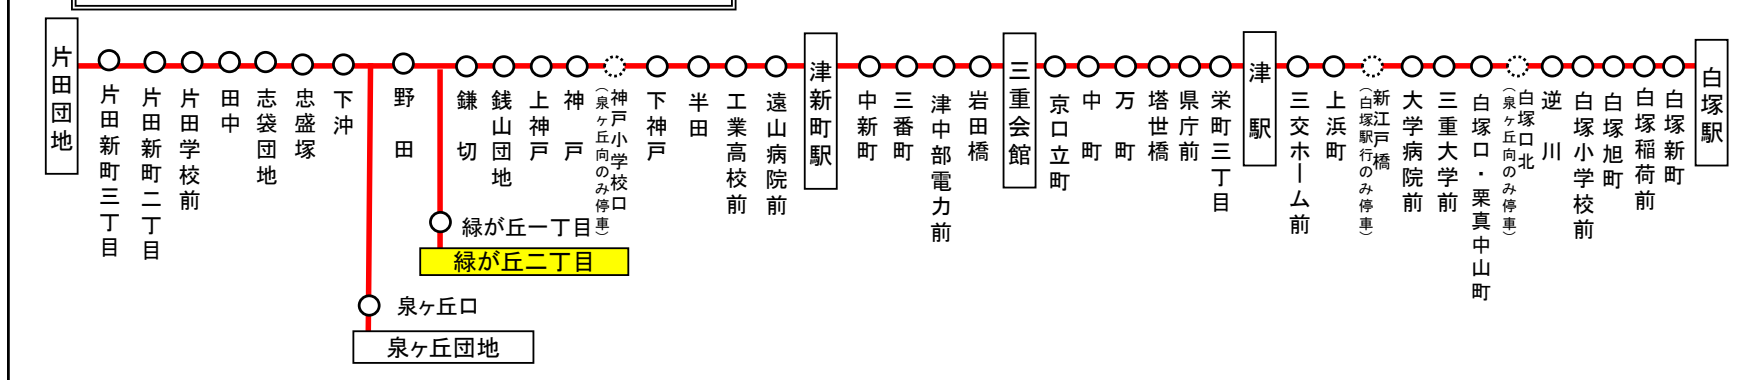 片田団地
片田新町三丁目
片田新町二丁目
片田学校前
田中
志袋団地
忠盛塚
下沖
野田
鎌切
銭山団地
上神戸
神戸
神戸小学校口
(泉ヶ丘向のみ停車)
下神戸
半田
工業高校前
遠山病院前
津新町駅
中新町
三番町
津中部電力前
岩田橋
三重会館
京口立町
中町
万町
塔世橋
県庁前
栄町三丁目
津駅
三交ホーム前
上浜町
新江戸橋
(白塚駅行のみ停車)
大学病院前
三重大学前
白塚口・栗真中山町
白塚口北
(泉ヶ丘向のみ停車)
逆川
白塚小学校前
白塚旭町
白塚稲荷前
白塚新町
白塚駅
緑が丘一丁目
緑が丘二丁目
泉ヶ丘口
泉ヶ丘団地